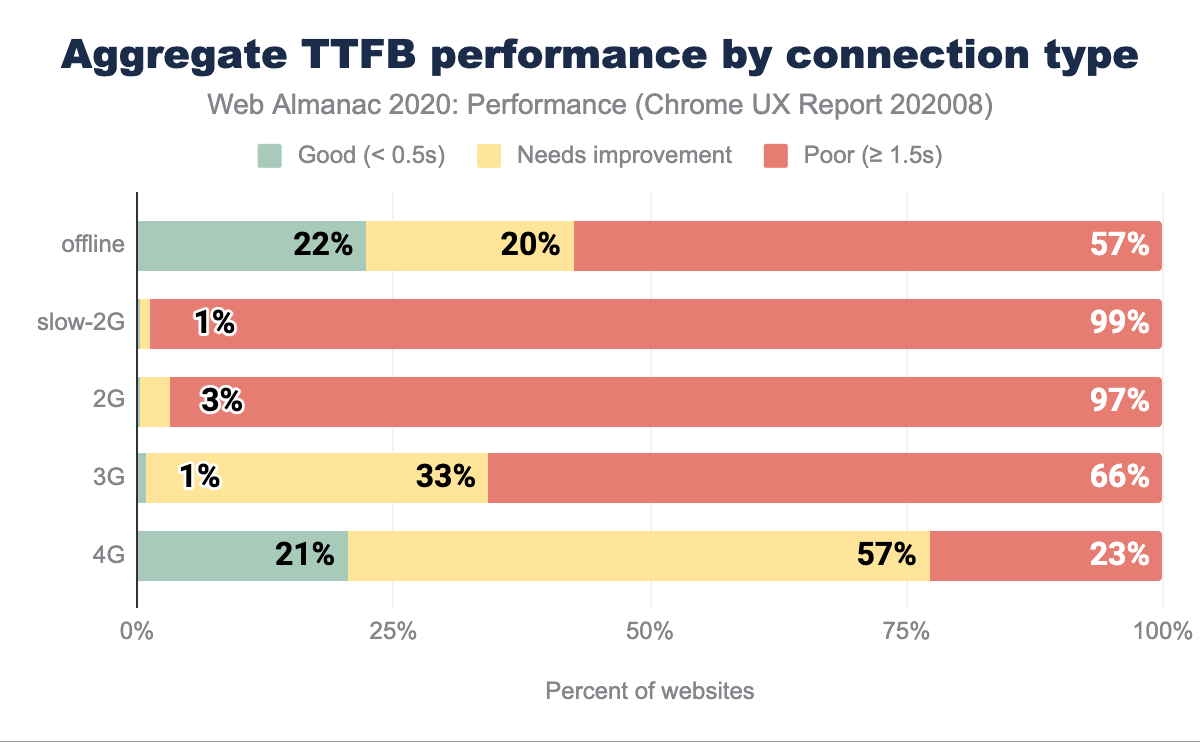 Aggregate TTFB performance by connection type
Web Almanac 2020: Performance (Chrome UX Report 202008)
Good (< 0.5s) Needs improvement Poor (≥ 1.5s)
offline 22% 20% 57%
slow-2G 1% 99%
2G 3% 97%
3G 1% 33% 66%
4G 21% 57% 23%
0% 25% 50% 75% 100%
Percent of websites